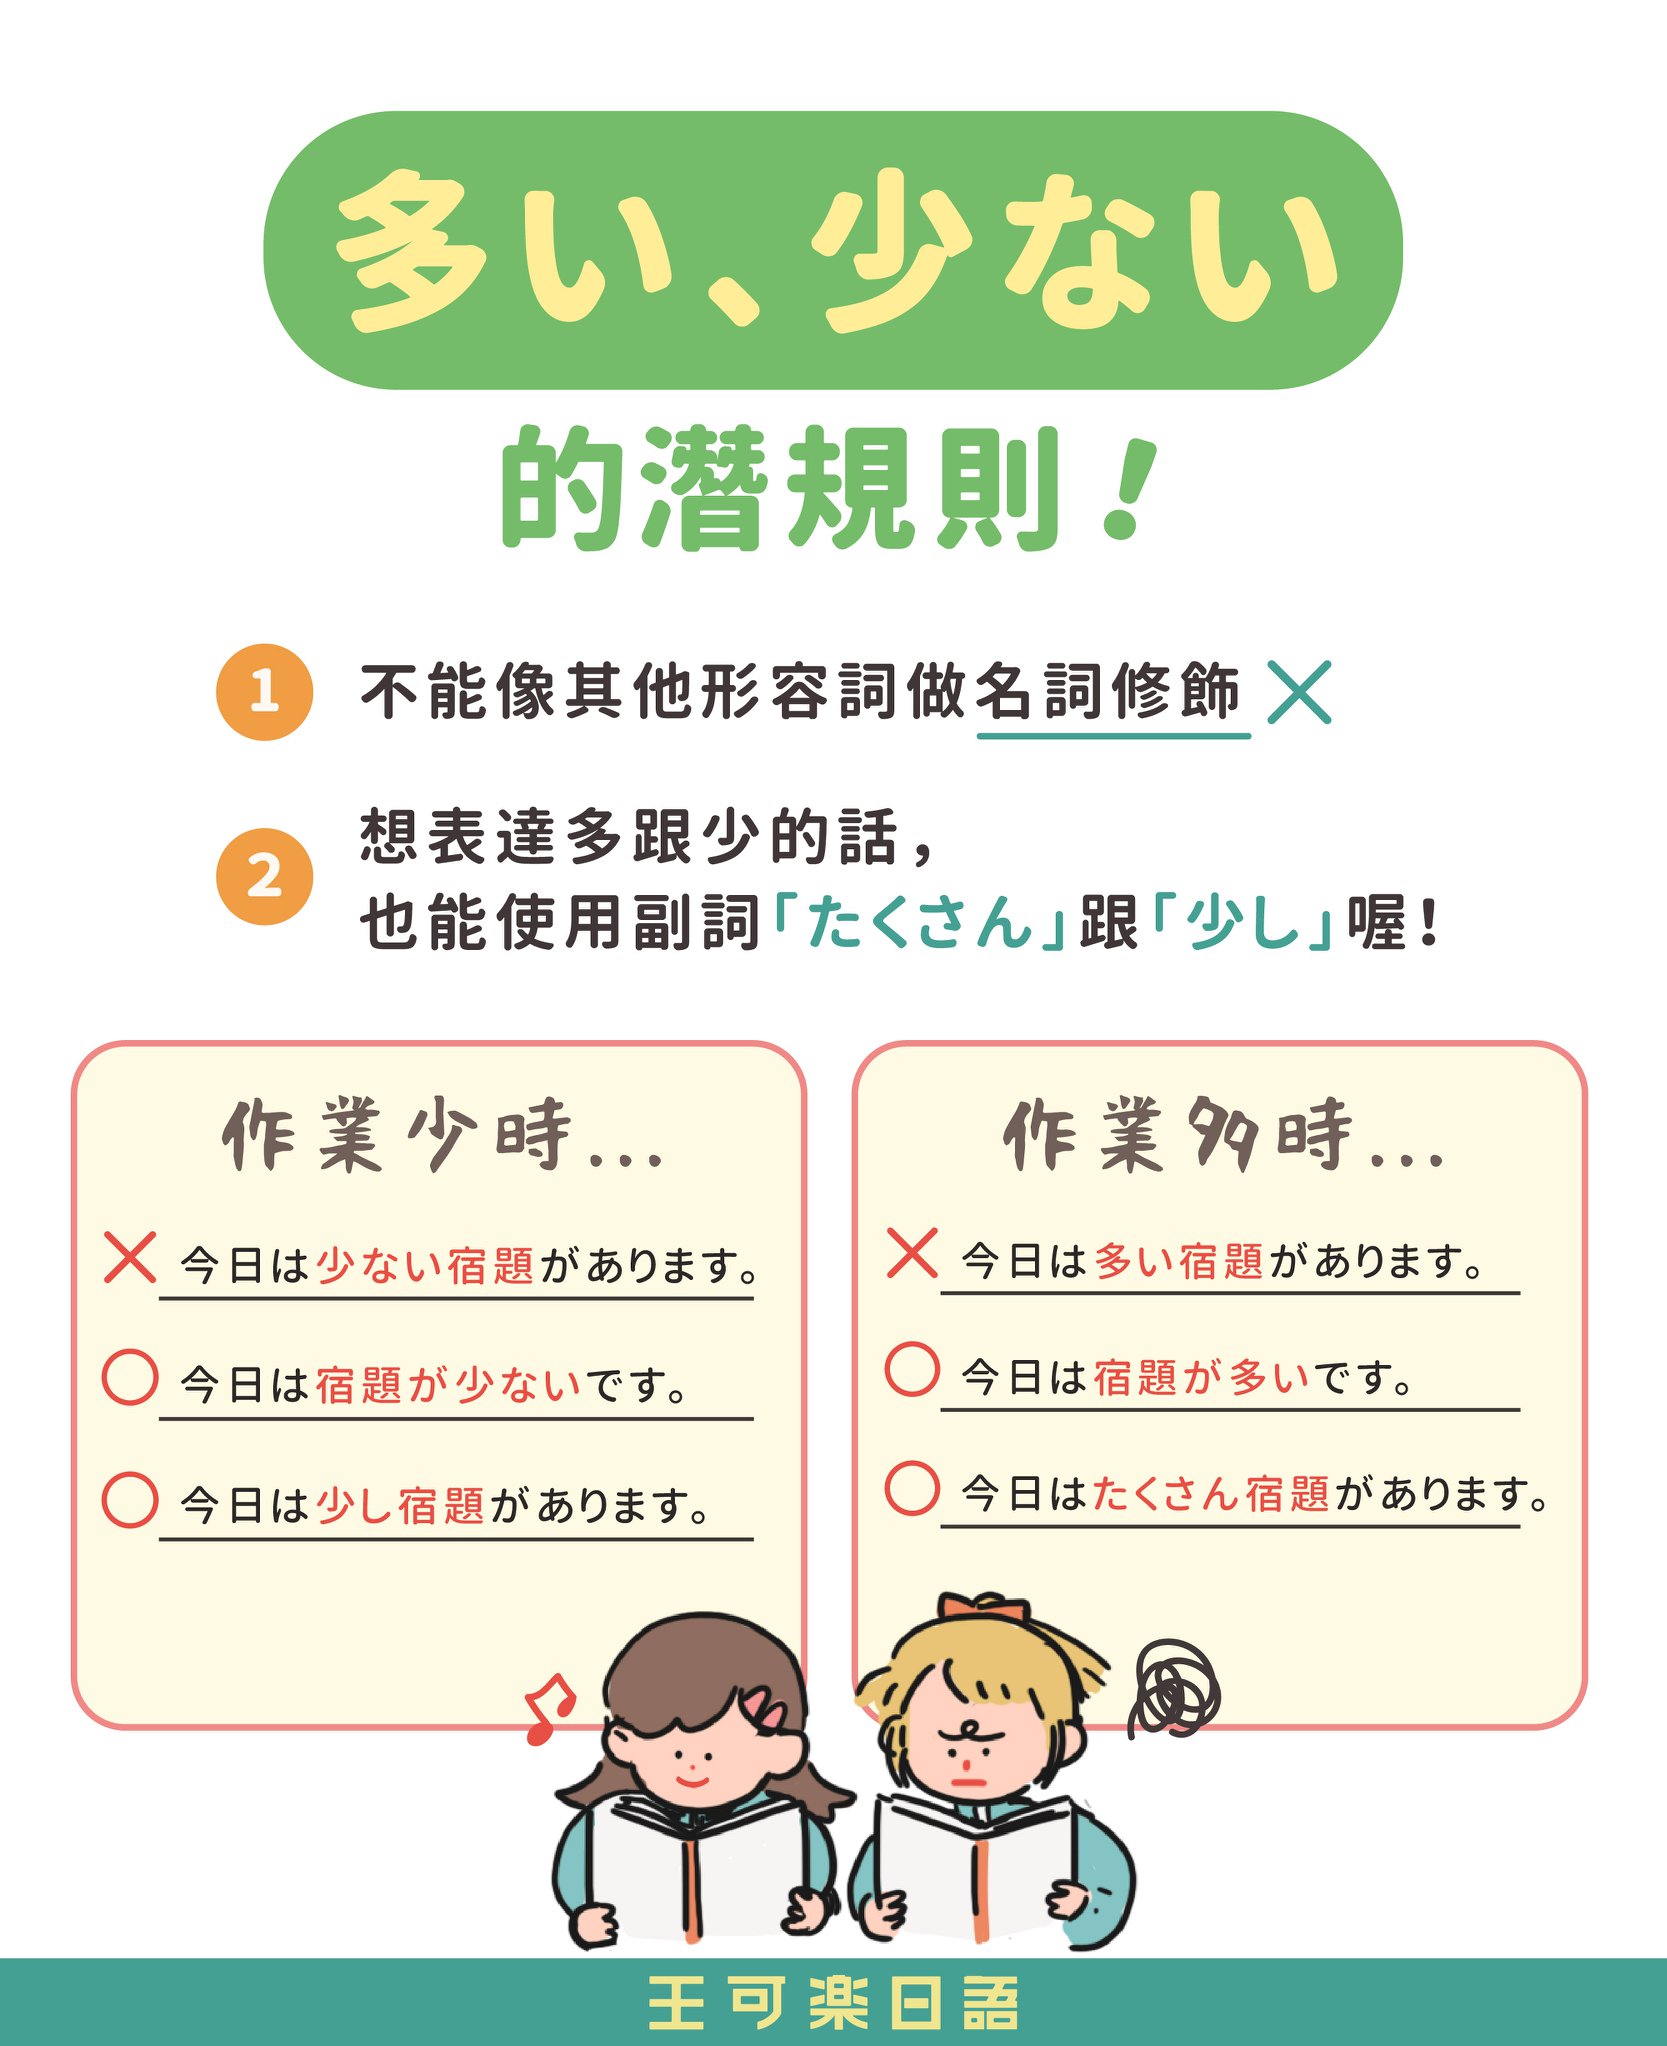 多い、少ない
的潛規則！
1 不能像其他形容詞做名詞修飾
2 想表達多跟少的話，
也能使用副詞「たくさん」跟「少し」喔！
作業少時...
今日は少ない宿題があります。
今日は宿題が少ないです。
今日は少し宿題があります。
作業多時...
今日は多い宿題があります。
今日は宿題が多いです。
今日はたくさん宿題があります。
王可楽日語